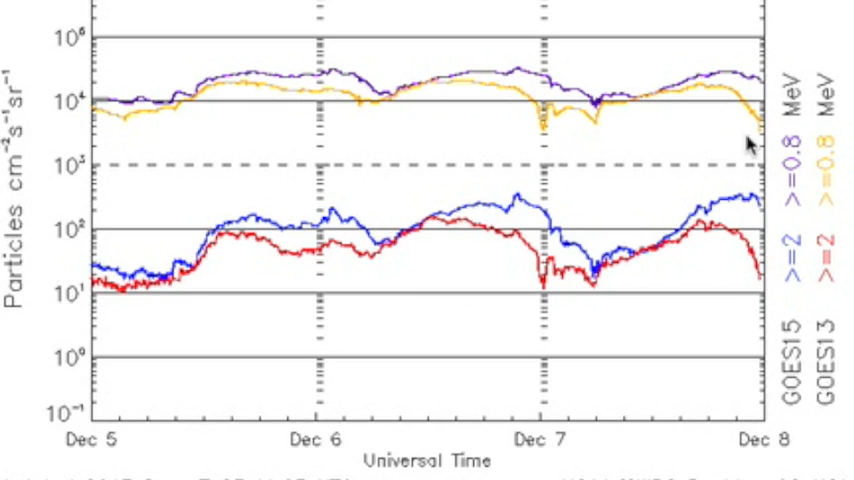 Particles cm⁻²s⁻¹sr⁻¹
10⁶
10⁴
10³
10²
10¹
10⁰
10⁻¹
Dec 5 Dec 6 Dec 7 Dec 8
Universal Time
GOES15 >=2 >=0.8 MeV
GOES13 >=2 >=0.8 MeV